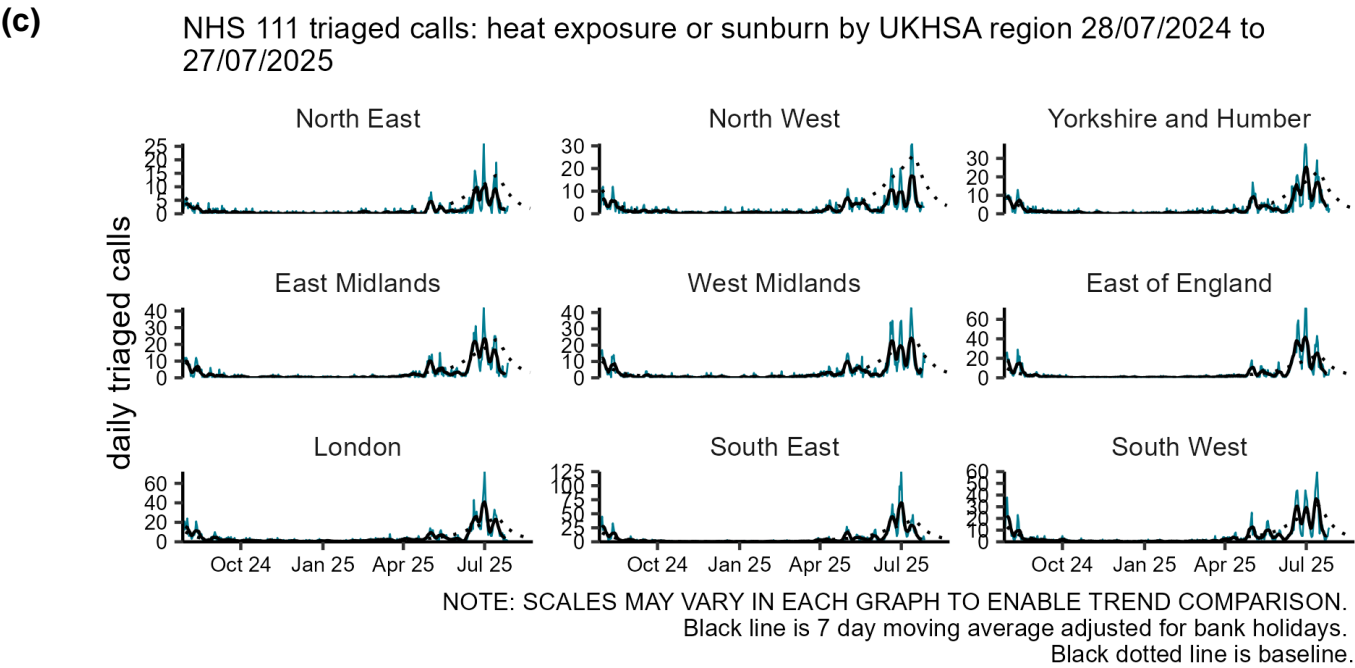 (c)
NHS 111 triaged calls: heat exposure or sunburn by UKHSA region 28/07/2024 to
27/07/2025
daily triaged calls
North East
25
20
15
10
5
0
North West
30
20
10
0
Yorkshire and Humber
30
20
10
0
East Midlands
40
30
20
10
0
West Midlands
40
30
20
10
0
East of England
60
40
20
0
London
60
40
20
0
Oct 24 Jan 25 Apr 25 Jul 25
South East
125
100
75
50
25
0
Oct 24 Jan 25 Apr 25 Jul 25
South West
60
50
40
30
20
10
0
Oct 24 Jan 25 Apr 25 Jul 25
NOTE: SCALES MAY VARY IN EACH GRAPH TO ENABLE TREND COMPARISON.
Black line is 7 day moving average adjusted for bank holidays.
Black dotted line is baseline.